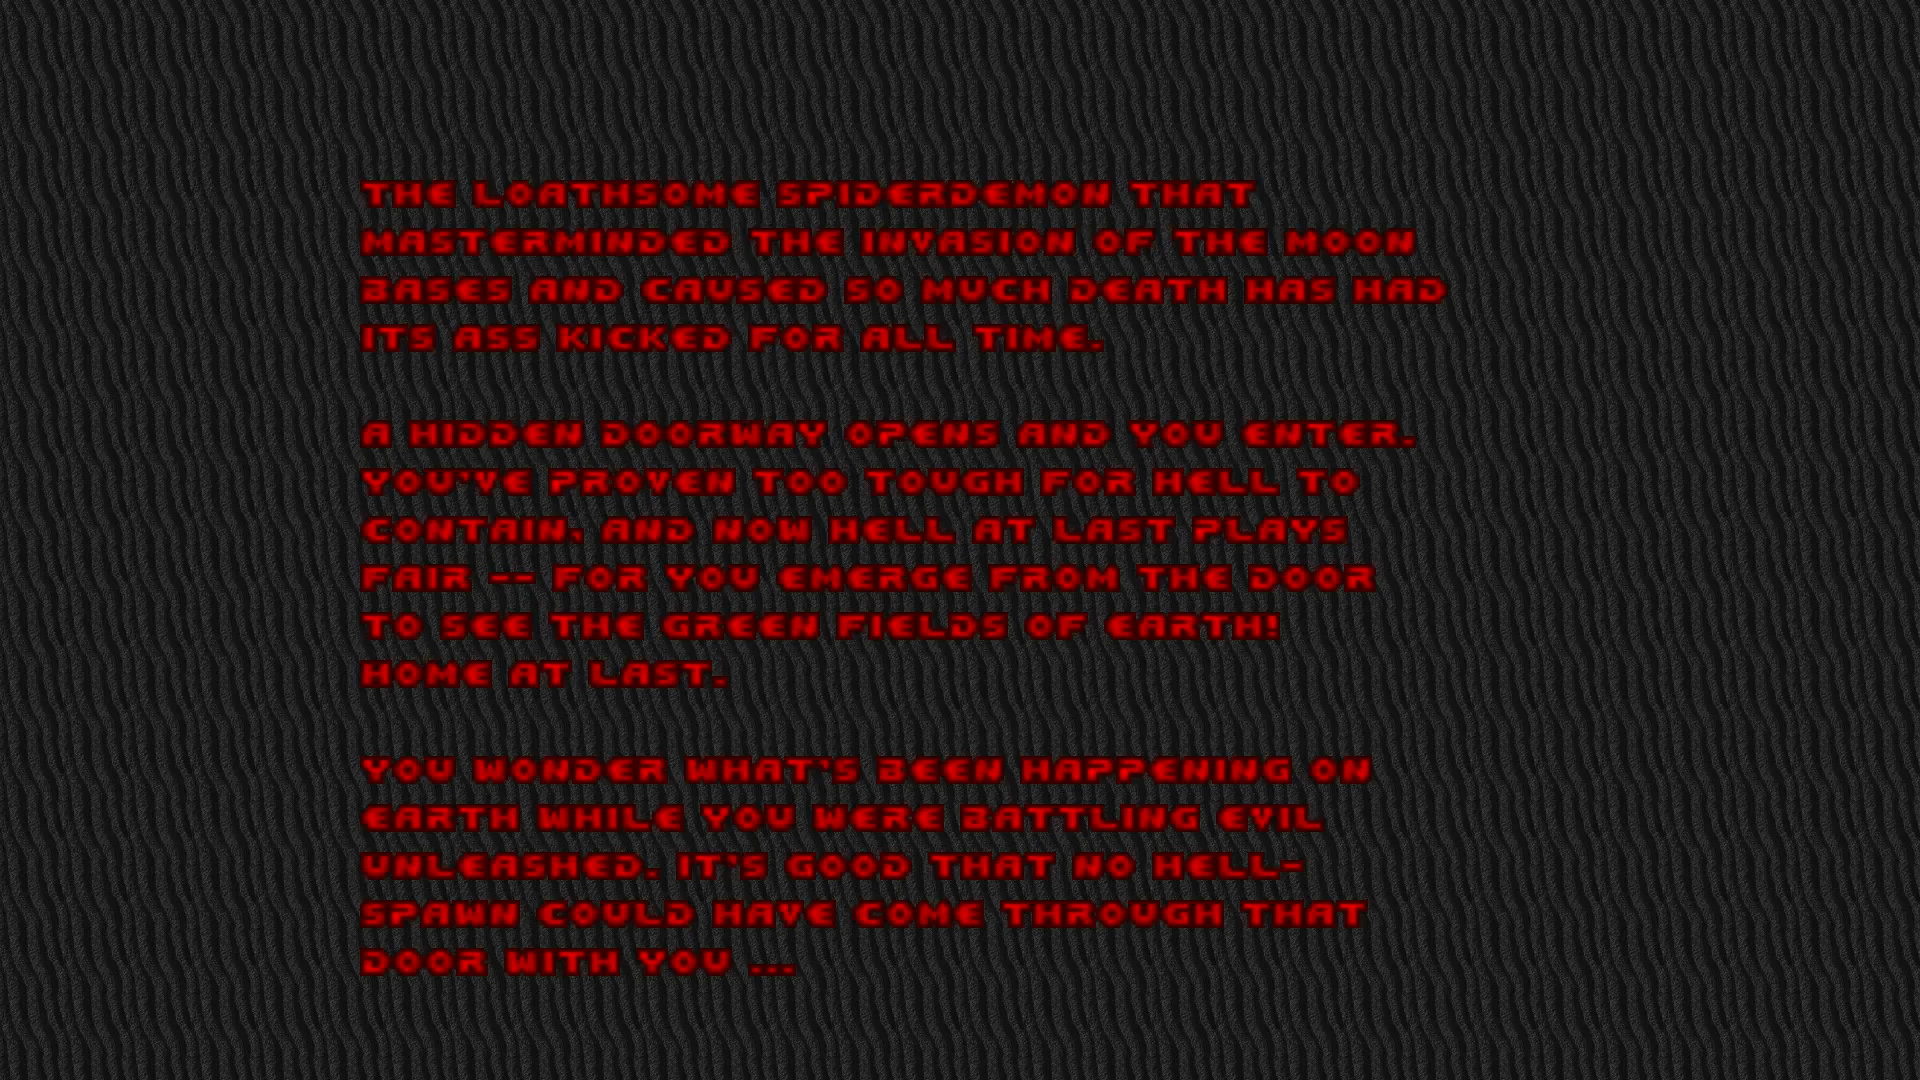 THE LOATHSOME SPIDERDEMON THAT
MASTERMINDED THE INVASION OF THE MOON
BASES AND CAUSED SO MUCH DEATH HAS HAD
ITS ASS KICKED FOR ALL TIME.
A HIDDEN DOORWAY OPENS AND YOU ENTER.
YOU'VE PROVEN TOO TOUGH FOR HELL TO
CONTAIN, AND NOW HELL AT LAST PLAYS
FAIR -- FOR YOU EMERGE FROM THE DOOR
TO SEE THE GREEN FIELDS OF EARTH!
HOME AT LAST.
YOU WONDER WHAT'S BEEN HAPPENING ON
EARTH WHILE YOU WERE BATTLING EVIL
UNLEASHED. IT'S GOOD THAT NO HELL-
SPAWN COULD HAVE COME THROUGH THAT
DOOR WITH YOU ...